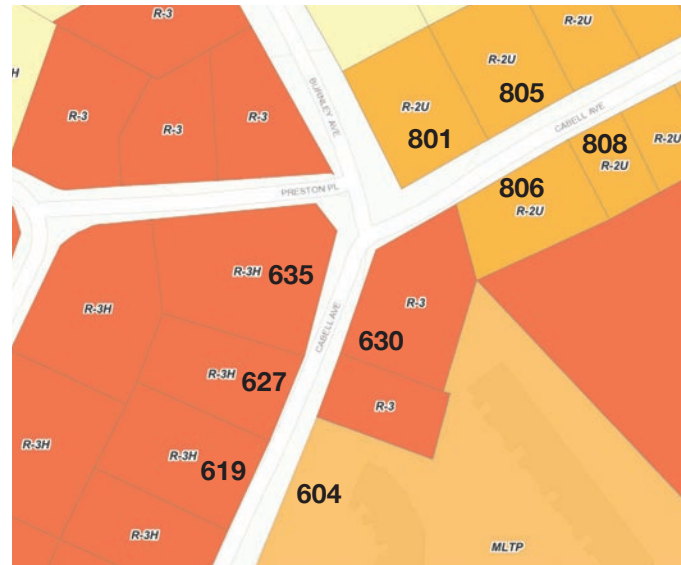 R-3
R-2U
R-2U
805
H
R-2U
801
R-3
R-3
R-3
BURNLEY AVE
CABELL AVE
808
R-2U
R-2U
806
R-2U
PRESTON PL
R-3H 635
R-3H
R-3
630
CABELL AVE
R-3H 627
R-3
R-3H
R-3H
619
604
R-3H
MLTP